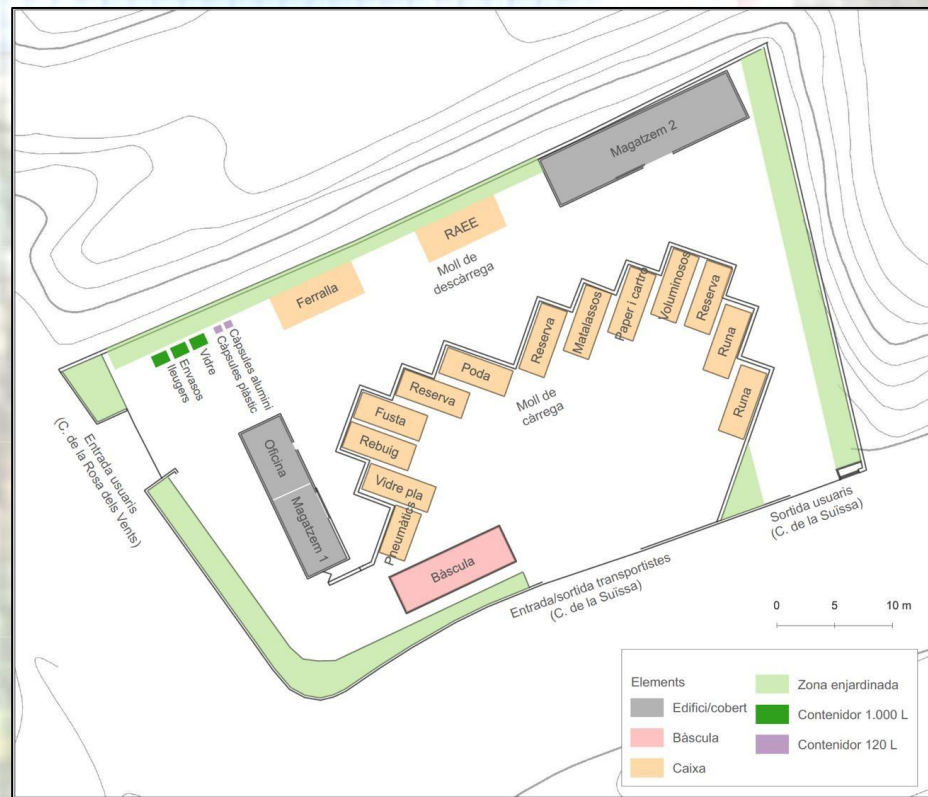 Magatzem 2
RAEE
Moll de
descàrrega
Ferralla
Càpsules alumini
Càpsules plàstic
Vidre
Envasos
lleugers
Entrada usuaris
(C. de la Rosa dels Vents)
Oficina
Magatzem 1
Voluminosos
Reserva
Paper i cartró
Matalassos
Reserva
Runa
Runa
Poda
Reserva
Moll de
càrrega
Fusta
Rebuig
Vidre pla
Pneumàtics
Bàscula
Sortida usuaris
(C. de la Suïssa)
Entrada/sortida transportistes
(C. de la Suïssa)
0 5 10 m
Elements
Edifici/cobert
Bàscula
Caixa
Zona enjardinada
Contenidor 1.000 L
Contenidor 120 L